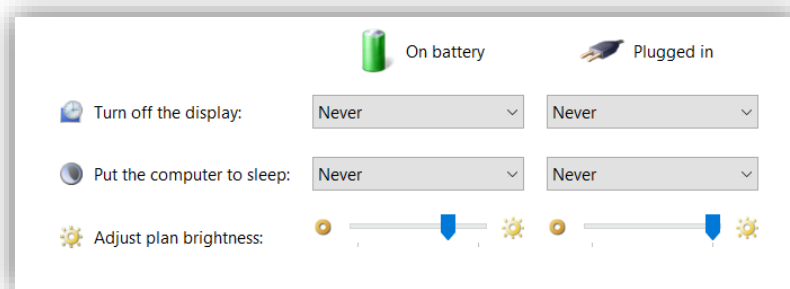 On battery Plugged in
Turn off the display: Never Never
Put the computer to sleep: Never Never
Adjust plan brightness: